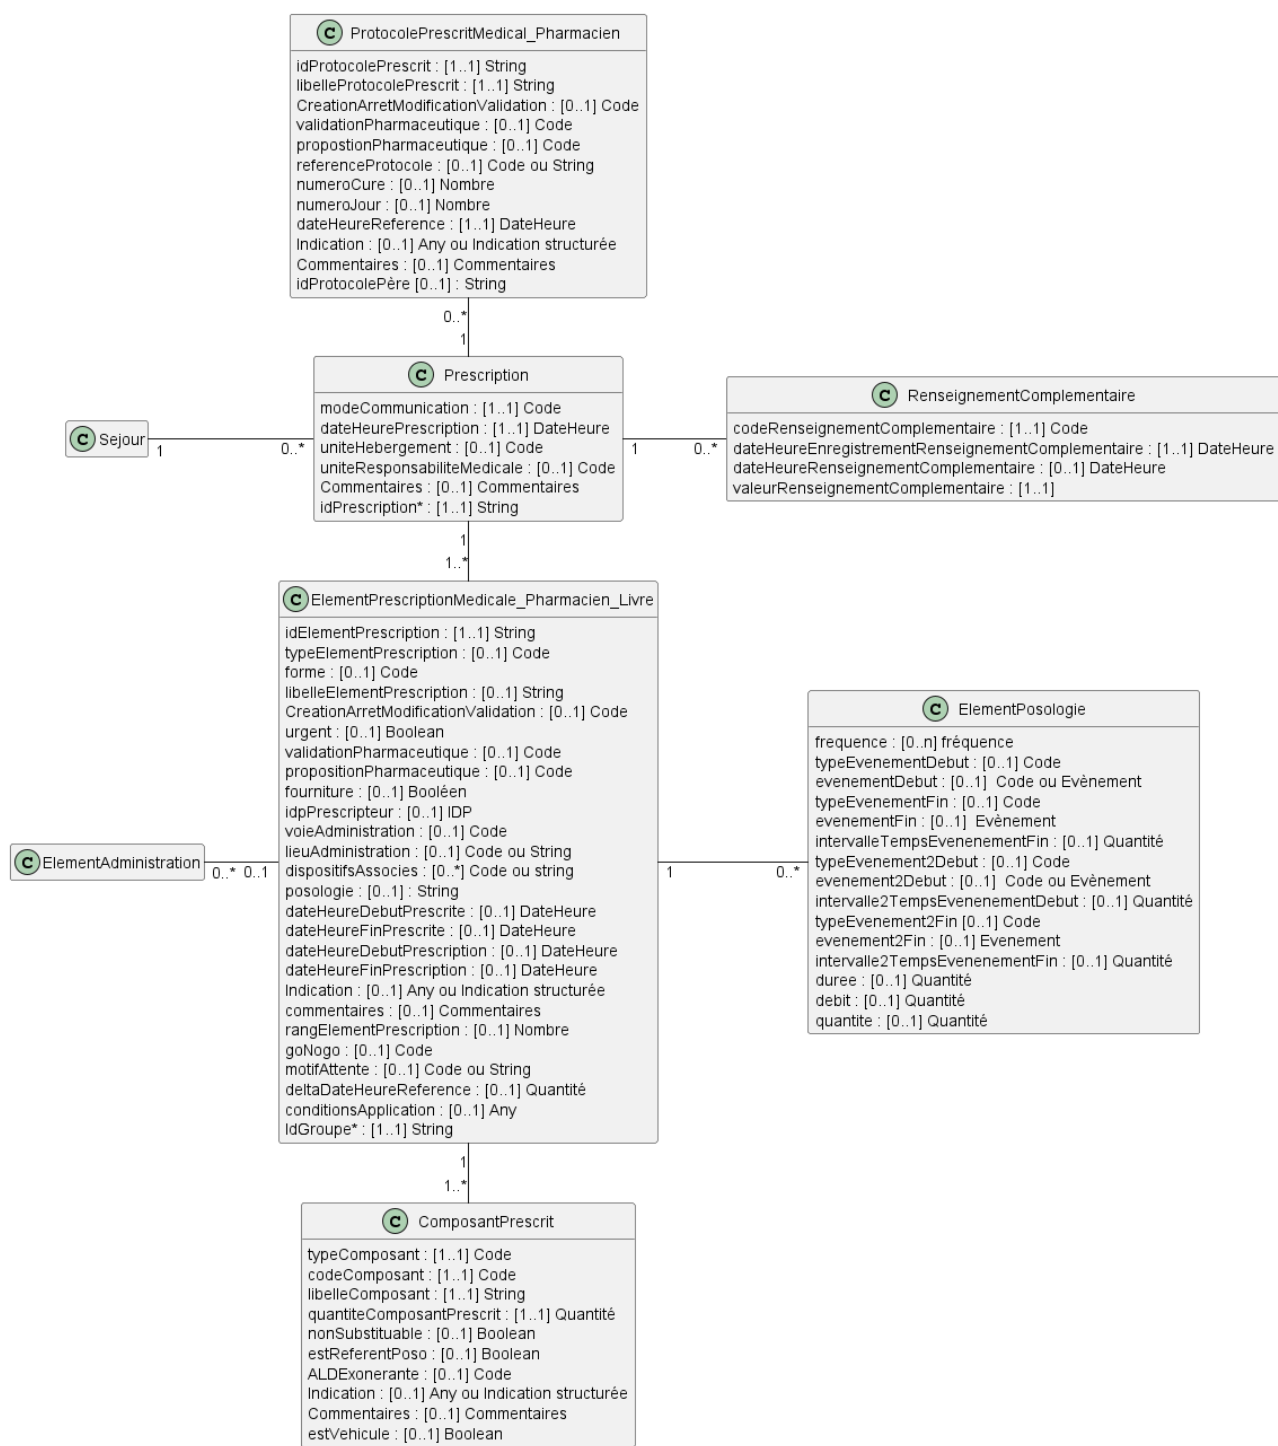 C ProtocolePrescritMedical_Pharmacien
idProtocolePrescrit : [1..1] String
libelleProtocolePrescrit : [1..1] String
CreationArretModificationValidation : [0..1] Code
validationPharmaceutique : [0..1] Code
propostionPharmaceutique : [0..1] Code
referenceProtocole : [0..1] Code ou String
numeroCure : [0..1] Nombre
numeroJour : [0..1] Nombre
dateHeureReference : [1..1] DateHeure
Indication : [0..1] Any ou Indication structurée
Commentaires : [0..1] Commentaires
idProtocolePère [0..1] : String
0..*
1
C Prescription
modeCommunication : [1..1] Code
dateHeurePrescription : [1..1] DateHeure
uniteHebergement : [0..1] Code
uniteResponsabiliteMedicale : [0..1] Code
Commentaires : [0..1] Commentaires
idPrescription* : [1..1] String
C Sejour
1
0..*
1
0..*
C RenseignementComplementaire
codeRenseignementComplementaire : [1..1] Code
dateHeureEnregistrementRenseignementComplementaire : [1..1] DateHeure
dateHeureRenseignementComplementaire : [0..1] DateHeure
valeurRenseignementComplementaire : [1..1]
1
1..*
C ElementPrescriptionMedicale_Pharmacien_Livre
idElementPrescription : [1..1] String
typeElementPrescription : [0..1] Code
forme : [0..1] Code
libelleElementPrescription : [0..1] String
CreationArretModificationValidation : [0..1] Code
urgent : [0..1] Boolean
validationPharmaceutique : [0..1] Code
propositionPharmaceutique : [0..1] Code
fourniture : [0..1] Booléen
idpPrescripteur : [0..1] IDP
voieAdministration : [0..1] Code
lieuAdministration : [0..1] Code ou String
dispositifsAssocies : [0..*] Code ou string
posologie : [0..1] : String
dateHeureDebutPrescrite : [0..1] DateHeure
dateHeureFinPrescrite : [0..1] DateHeure
dateHeureDebutPrescription : [0..1] DateHeure
dateHeureFinPrescription : [0..1] DateHeure
Indication : [0..1] Any ou Indication structurée
commentaires : [0..1] Commentaires
rangElementPrescription : [0..1] Nombre
goNogo : [0..1] Code
motifAttente : [0..1] Code ou String
deltaDateHeureReference : [0..1] Quantité
conditionsApplication : [0..1] Any
IdGroupe* : [1..1] String
C ElementAdministration
0..*
0..1
1
0..*
C ElementPosologie
frequence : [0..n] fréquence
typeEvenementDebut : [0..1] Code
evenementDebut : [0..1]  Code ou Evènement
typeEvenementFin : [0..1] Code
evenementFin : [0..1]  Evènement
intervalleTempsEvenenementFin : [0..1] Quantité
typeEvenement2Debut : [0..1] Code
evenement2Debut : [0..1]  Code ou Evènement
intervalle2TempsEvenenementDebut : [0..1] Quantité
typeEvenement2Fin [0..1] Code
evenement2Fin : [0..1] Evenement
intervalle2TempsEvenenementFin : [0..1] Quantité
duree : [0..1] Quantité
debit : [0..1] Quantité
quantite : [0..1] Quantité
1
1..*
C ComposantPrescrit
typeComposant : [1..1] Code
codeComposant : [1..1] Code
libelleComposant : [1..1] String
quantiteComposantPrescrit : [1..1] Quantité
nonSubstituable : [0..1] Boolean
estReferentPoso : [0..1] Boolean
ALDExonerante : [0..1] Code
Indication : [0..1] Any ou Indication structurée
Commentaires : [0..1] Commentaires
estVehicule : [0..1] Boolean